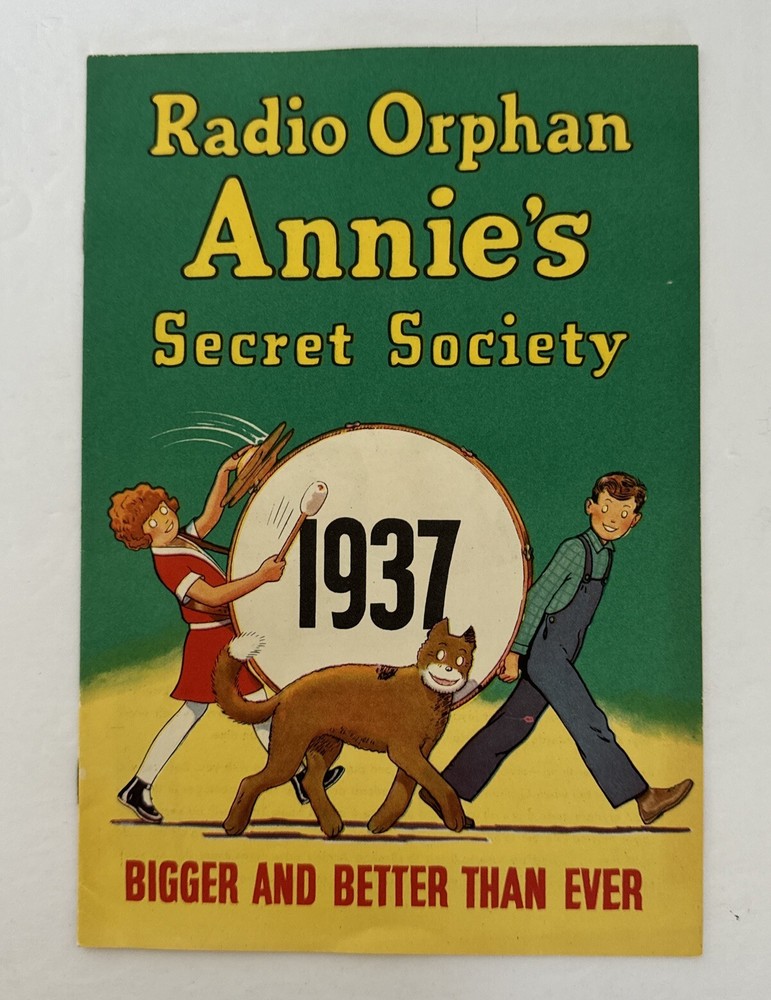 Radio Orphan
Annie's
Secret Society
1937
BIGGER AND BETTER THAN EVER